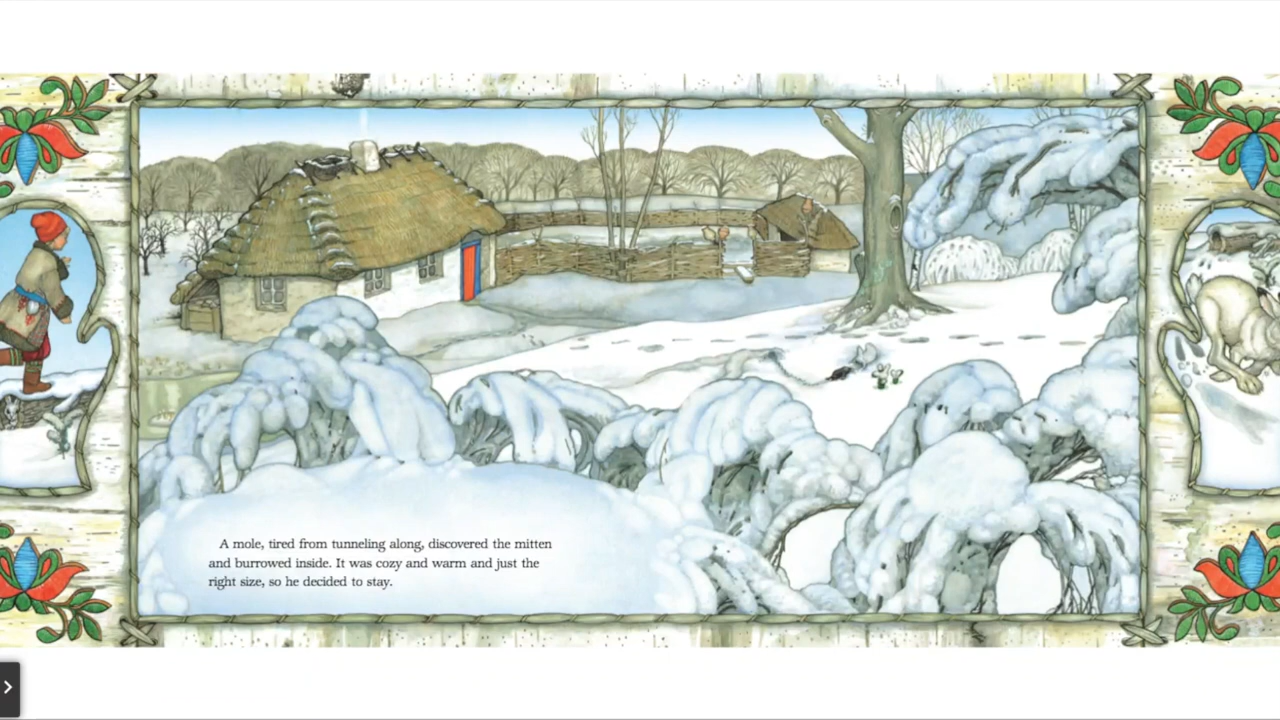 A mole, tired from tunneling along, discovered the mitten
and burrowed inside. It was cozy and warm and just the
right size, so he decided to stay.